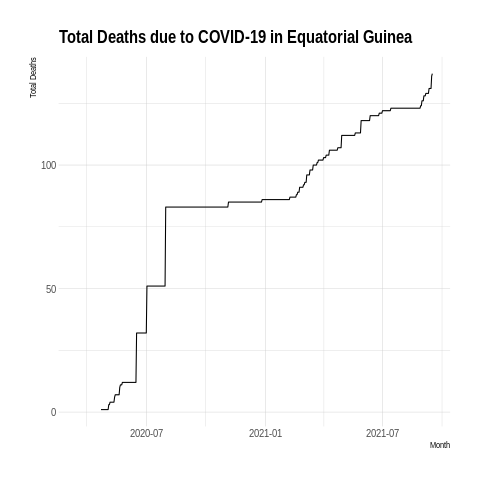 Total Deaths due to COVID-19 in Equatorial Guinea
Total Deaths
100
50
0
2020-07
2021-01
2021-07
Month